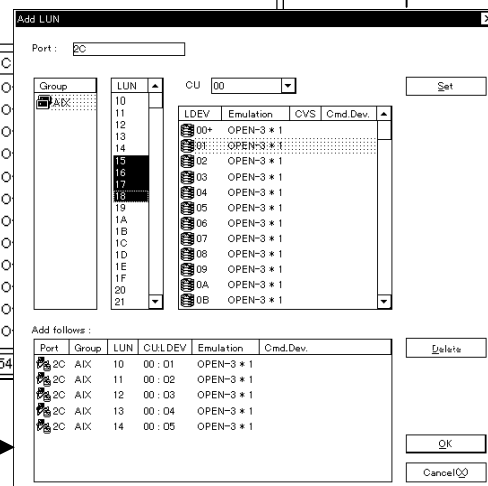 Add LUN
Port : 2C
Group
AIX
LUN
10
11
12
13
14
15
16
17
18
19
1A
1B
1C
1D
1E
1F
20
21
CU 00
LDEV Emulation CVS Cmd.Dev.
00+ OPEN-3 * 1
01 OPEN-3 * 1
02 OPEN-3 * 1
03 OPEN-3 * 1
04 OPEN-3 * 1
05 OPEN-3 * 1
06 OPEN-3 * 1
07 OPEN-3 * 1
08 OPEN-3 * 1
09 OPEN-3 * 1
0A OPEN-3 * 1
0B OPEN-3 * 1
Set
Add follows :
Port Group LUN CU:LDEV Emulation Cmd.Dev.
2C AIX 10 00 : 01 OPEN-3 * 1
2C AIX 11 00 : 02 OPEN-3 * 1
2C AIX 12 00 : 03 OPEN-3 * 1
2C AIX 13 00 : 04 OPEN-3 * 1
2C AIX 14 00 : 05 OPEN-3 * 1
Delete
OK
Cancel